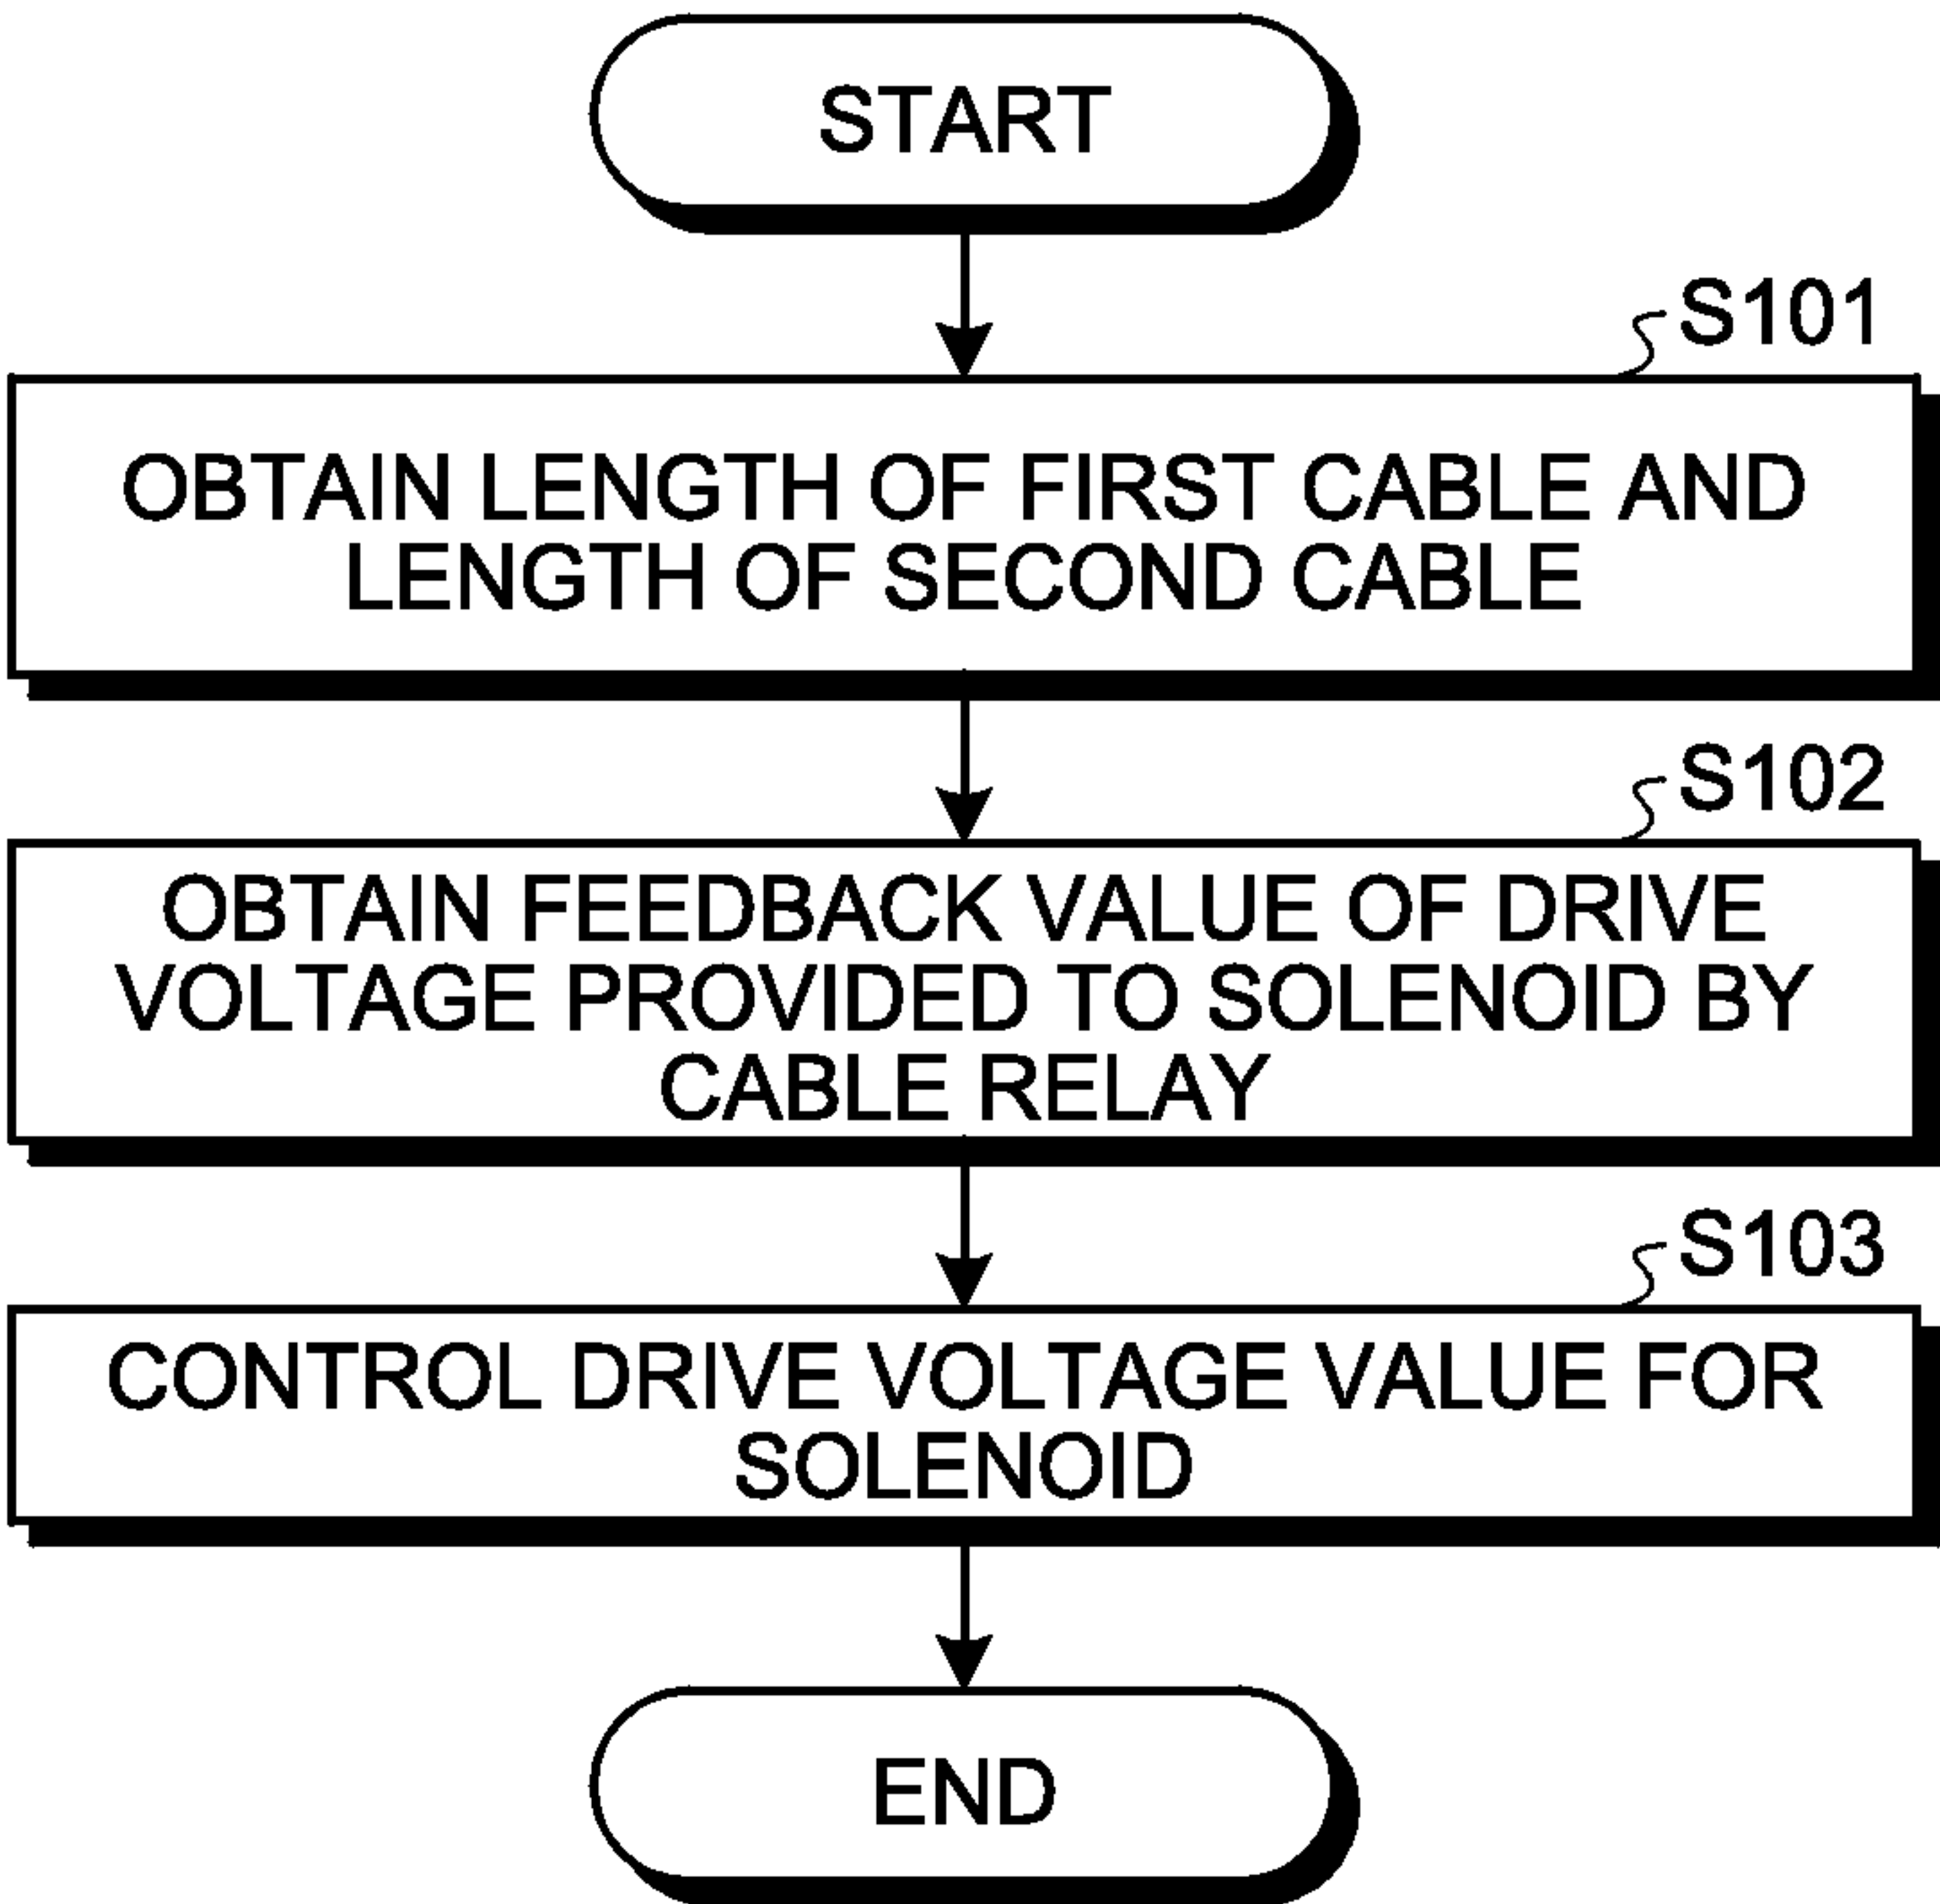 START
S101
OBTAIN LENGTH OF FIRST CABLE AND
LENGTH OF SECOND CABLE
S102
OBTAIN FEEDBACK VALUE OF DRIVE
VOLTAGE PROVIDED TO SOLENOID BY
CABLE RELAY
S103
CONTROL DRIVE VOLTAGE VALUE FOR
SOLENOID
END